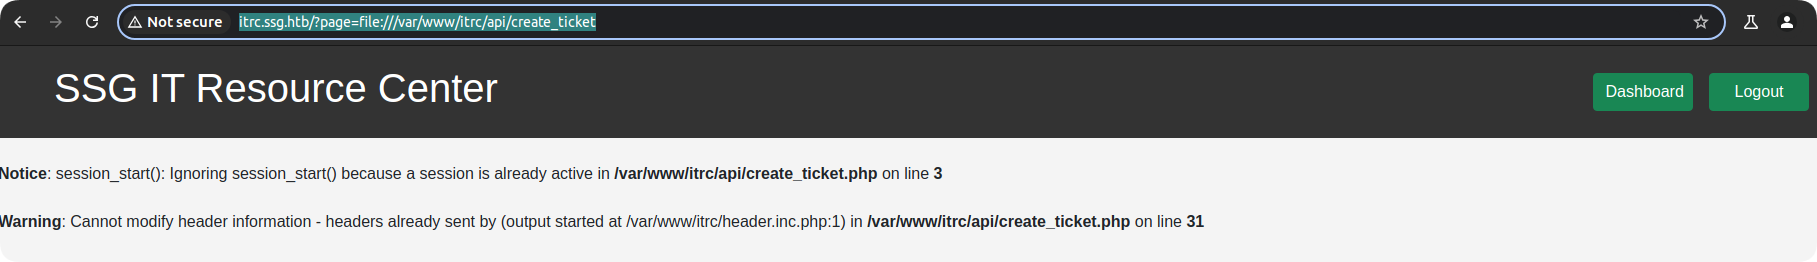 Not secure itrc.ssg.htb/?page=file:///var/www/itrc/api/create_ticket
SSG IT Resource Center
Dashboard Logout
Notice: session_start(): Ignoring session_start() because a session is already active in /var/www/itrc/api/create_ticket.php on line 3
Warning: Cannot modify header information - headers already sent by (output started at /var/www/itrc/header.inc.php:1) in /var/www/itrc/api/create_ticket.php on line 31